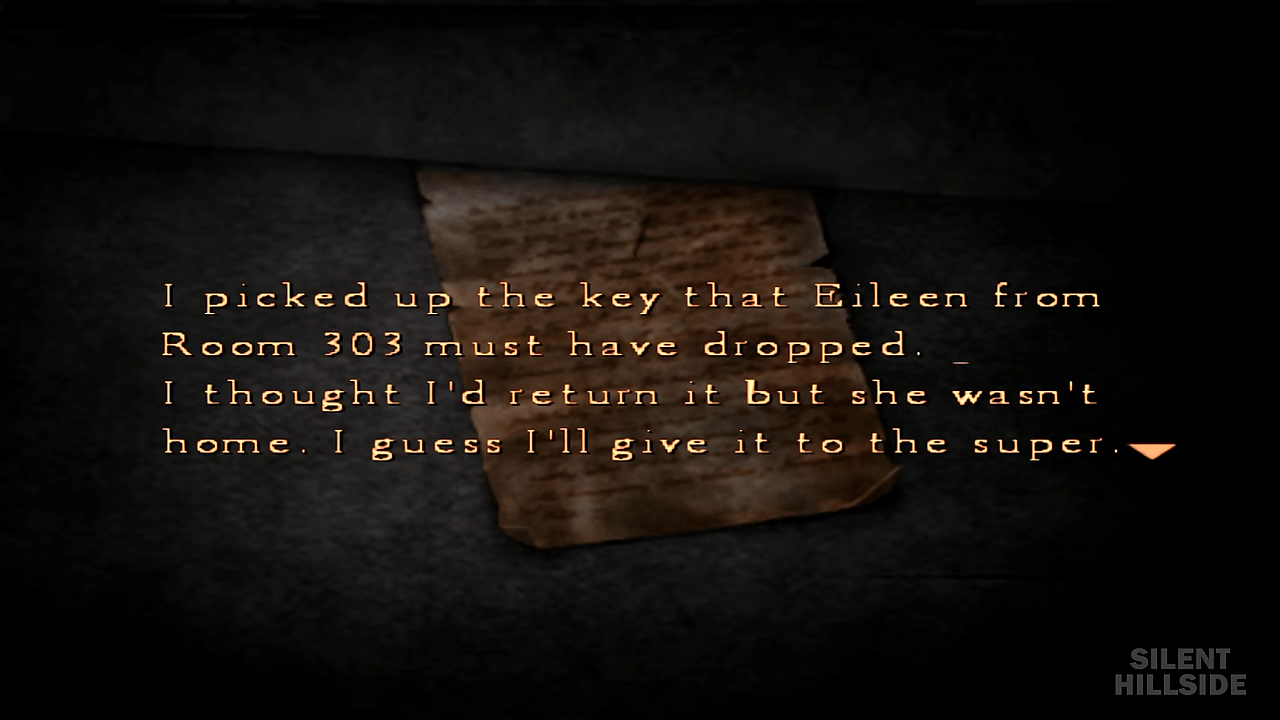 I picked up the key that Eileen from
Room 303 must have dropped. _
I thought I'd return it but she wasn't
home. I guess I'll give it to the super.
SILENT
HILLSIDE